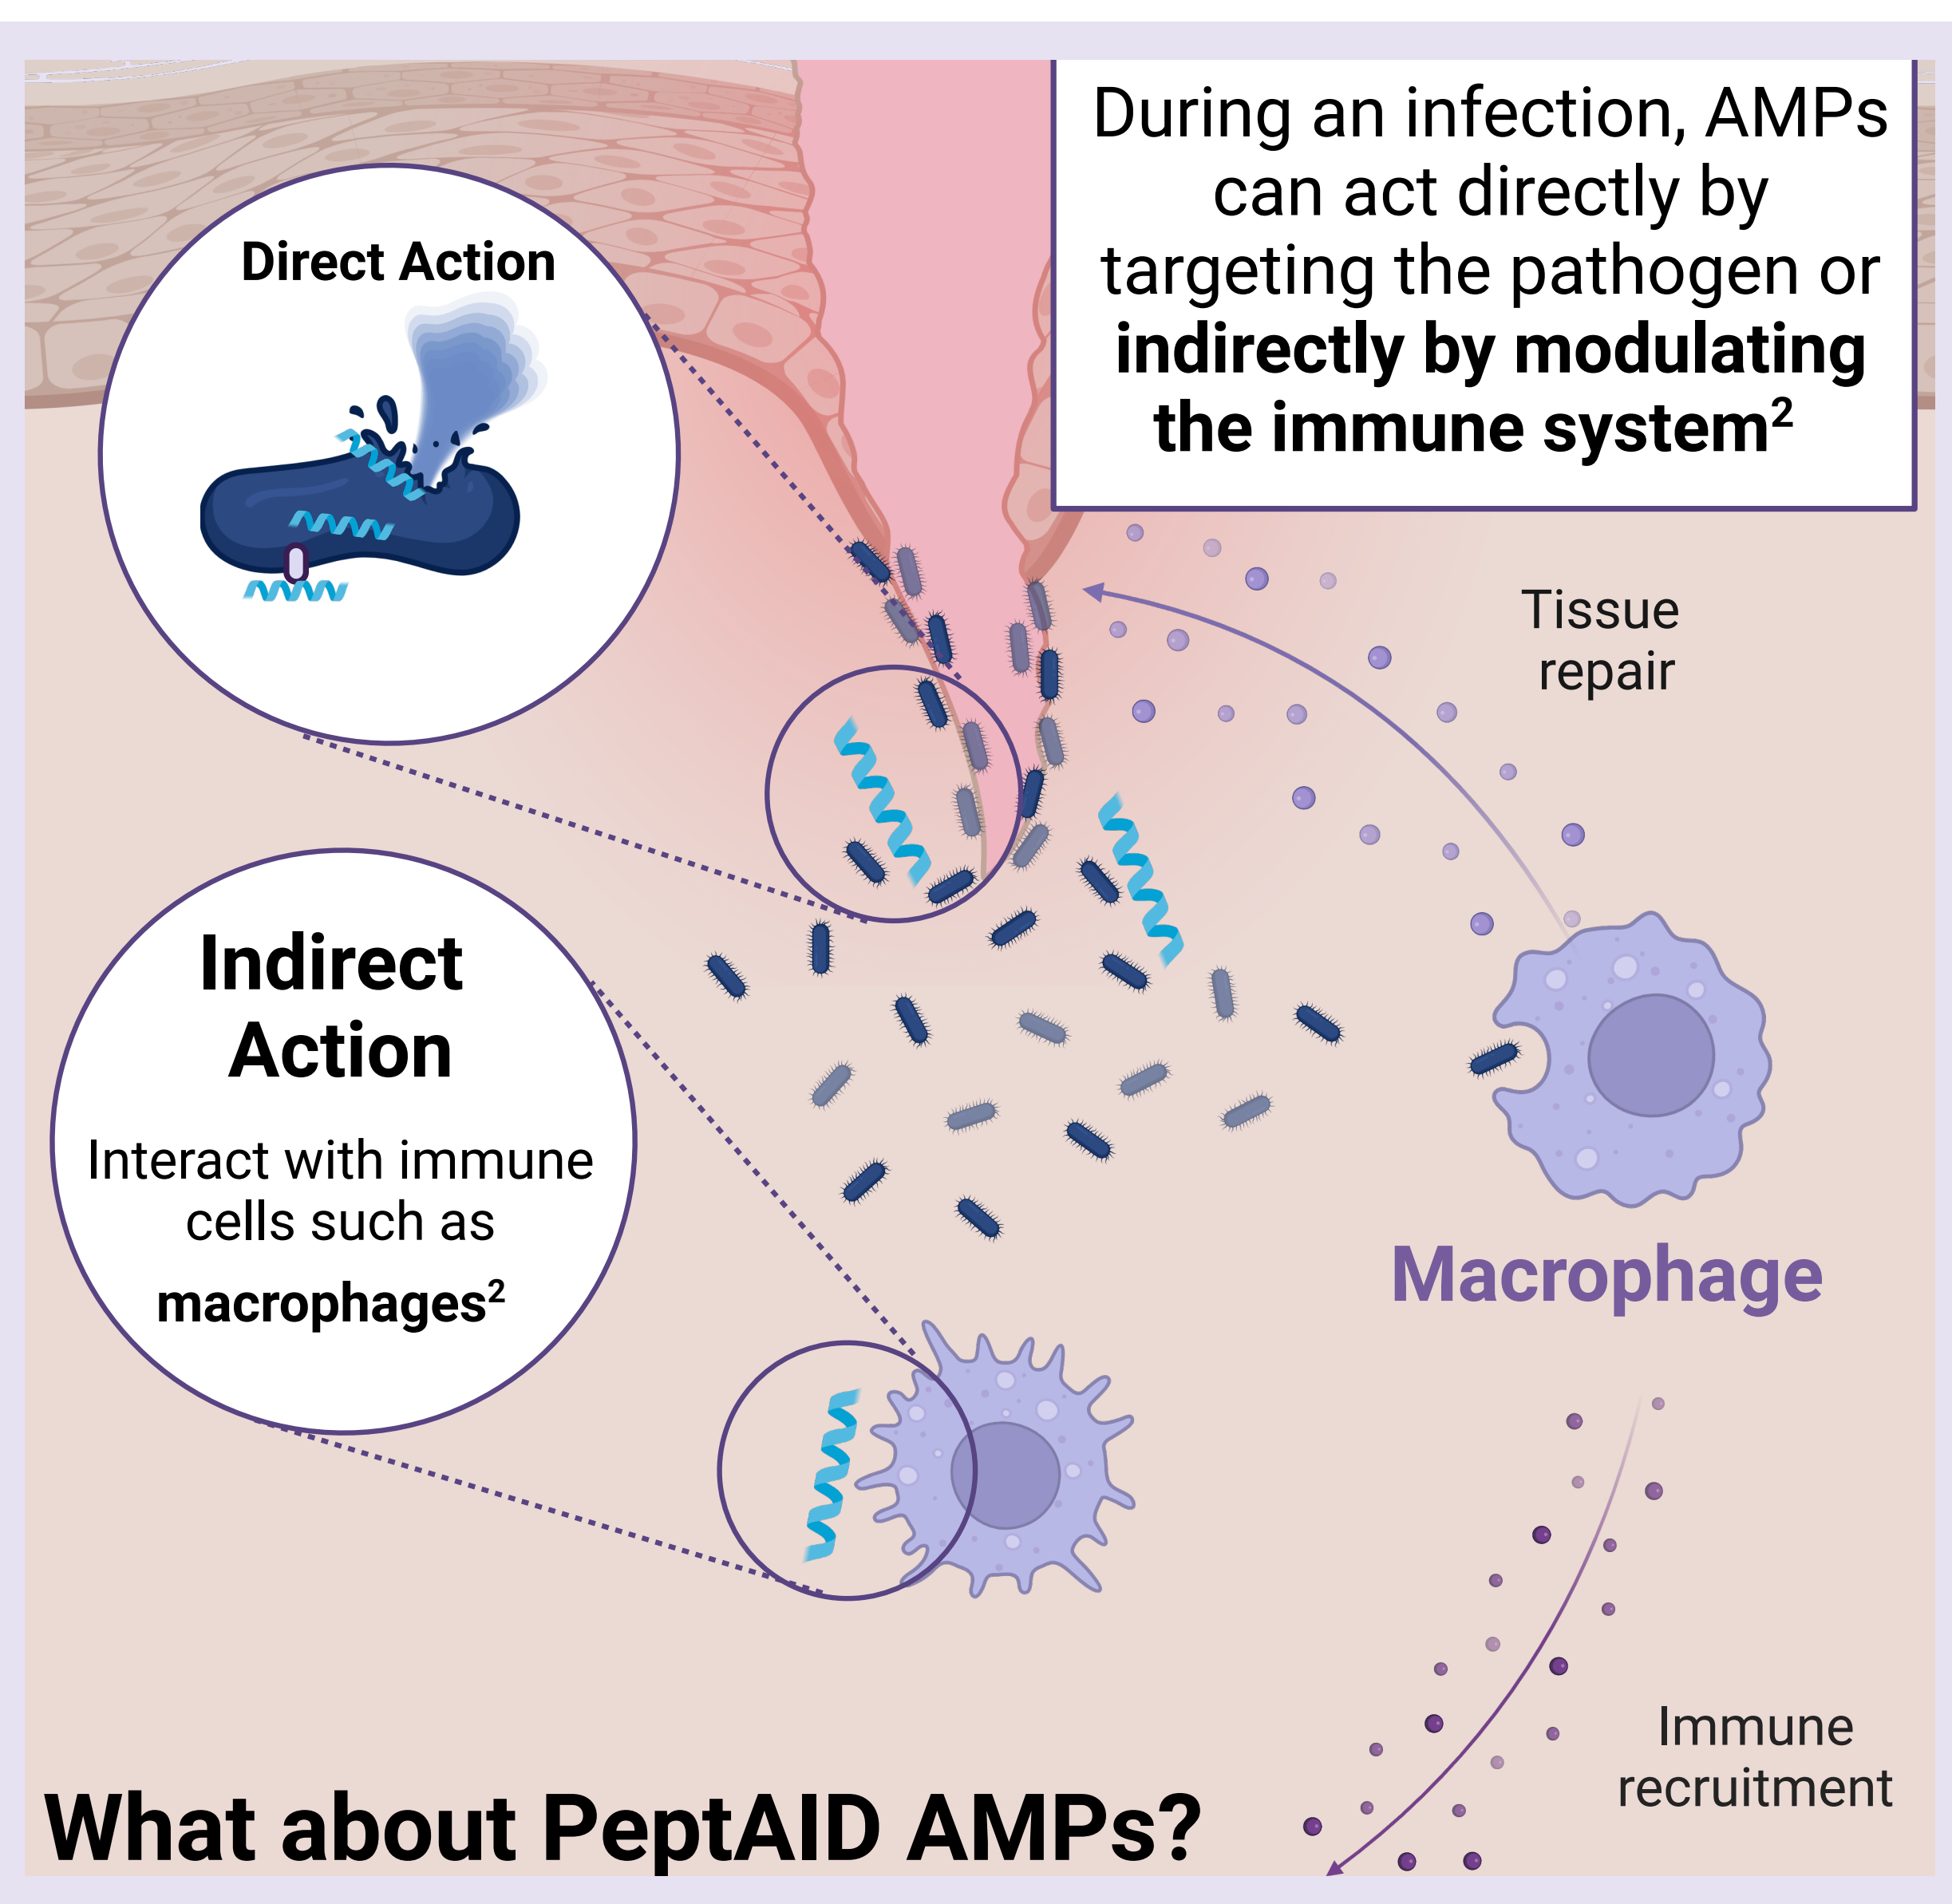 During an infection, AMPs
can act directly by
targeting the pathogen or
indirectly by modulating
the immune system²
Direct Action
Tissue
repair
Indirect
Action
Interact with immune
cells such as
macrophages²
Macrophage
Immune
recruitment
What about PeptAID AMPs?